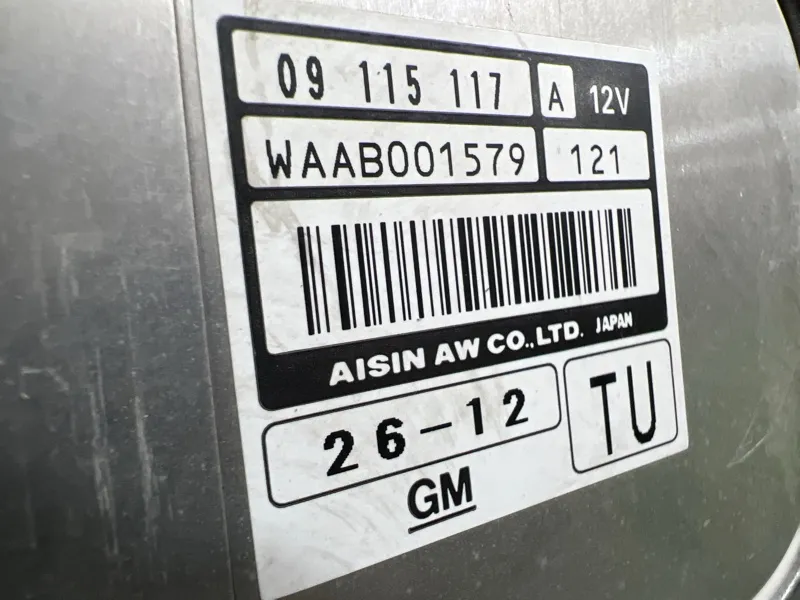 09 115 117 A 12V
WAAB001579 121
AISIN AW CO.,LTD. JAPAN
26-12 TU
GM